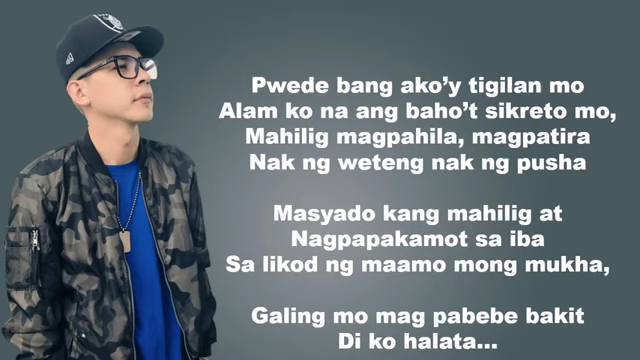 Pwede bang ako’y tigilan mo
Alam ko na ang baho’t sikreto mo,
Mahilig magpahila, magpatira
Nak ng weteng nak ng pusha
Masyado kang mahilig at
Nagpapakamot sa iba
Sa likod ng maamo mong mukha,
Galing mo mag pabebe bakit
Di ko halata...